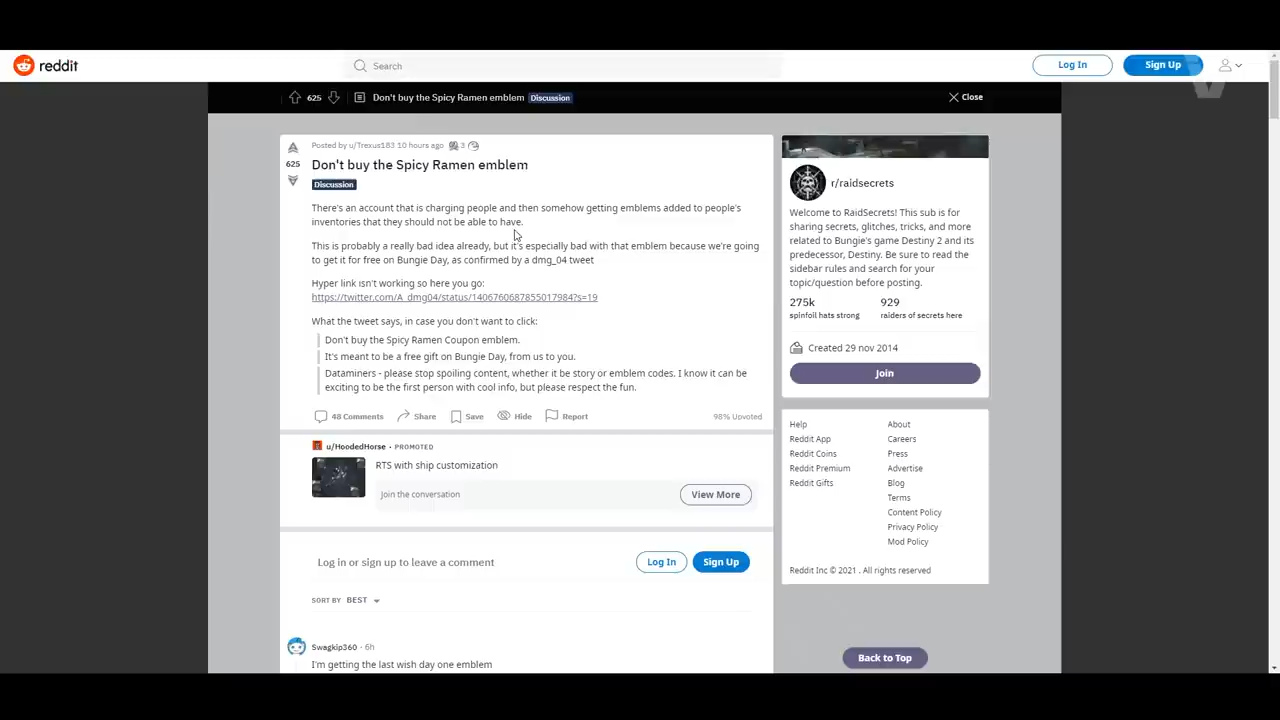 reddit
Search
Log In
Sign Up
625 Don't buy the Spicy Ramen emblem Discussion
Close
Posted by u/Trexus183 10 hours ago 3
625
Don't buy the Spicy Ramen emblem
Discussion
There's an account that is charging people and then somehow getting emblems added to people's
inventories that they should not be able to have.
This is probably a really bad idea already, but it's especially bad with that emblem because we're going
to get it for free on Bungie Day, as confirmed by a dmg_04 tweet
Hyper link isn't working so here you go:
https://twitter.com/A_dmg04/status/1406760687855017984?s=19
What the tweet says, in case you don't want to click:
Don't buy the Spicy Ramen Coupon emblem.
It's meant to be a free gift on Bungie Day, from us to you.
Dataminers - please stop spoiling content, whether it be story or emblem codes. I know it can be
exciting to be the first person with cool info, but please respect the fun.
48 Comments
Share
Save
Hide
Report
98% Upvoted
u/HoodedHorse • PROMOTED
RTS with ship customization
Join the conversation
View More
Log in or sign up to leave a comment
Log In
Sign Up
SORT BY BEST
Swagkip360 · 6h
I'm getting the last wish day one emblem
r/raidsecrets
Welcome to RaidSecrets! This sub is for
sharing secrets, glitches, tricks, and more
related to Bungie's game Destiny 2 and its
predecessor, Destiny. Be sure to read the
sidebar rules and search for your
topic/question before posting.
275k
spinfoil hats strong
929
raiders of secrets here
Created 29 nov 2014
Join
Help
Reddit App
Reddit Coins
Reddit Premium
Reddit Gifts
About
Careers
Press
Advertise
Blog
Terms
Content Policy
Privacy Policy
Mod Policy
Reddit Inc © 2021 . All rights reserved
Back to Top